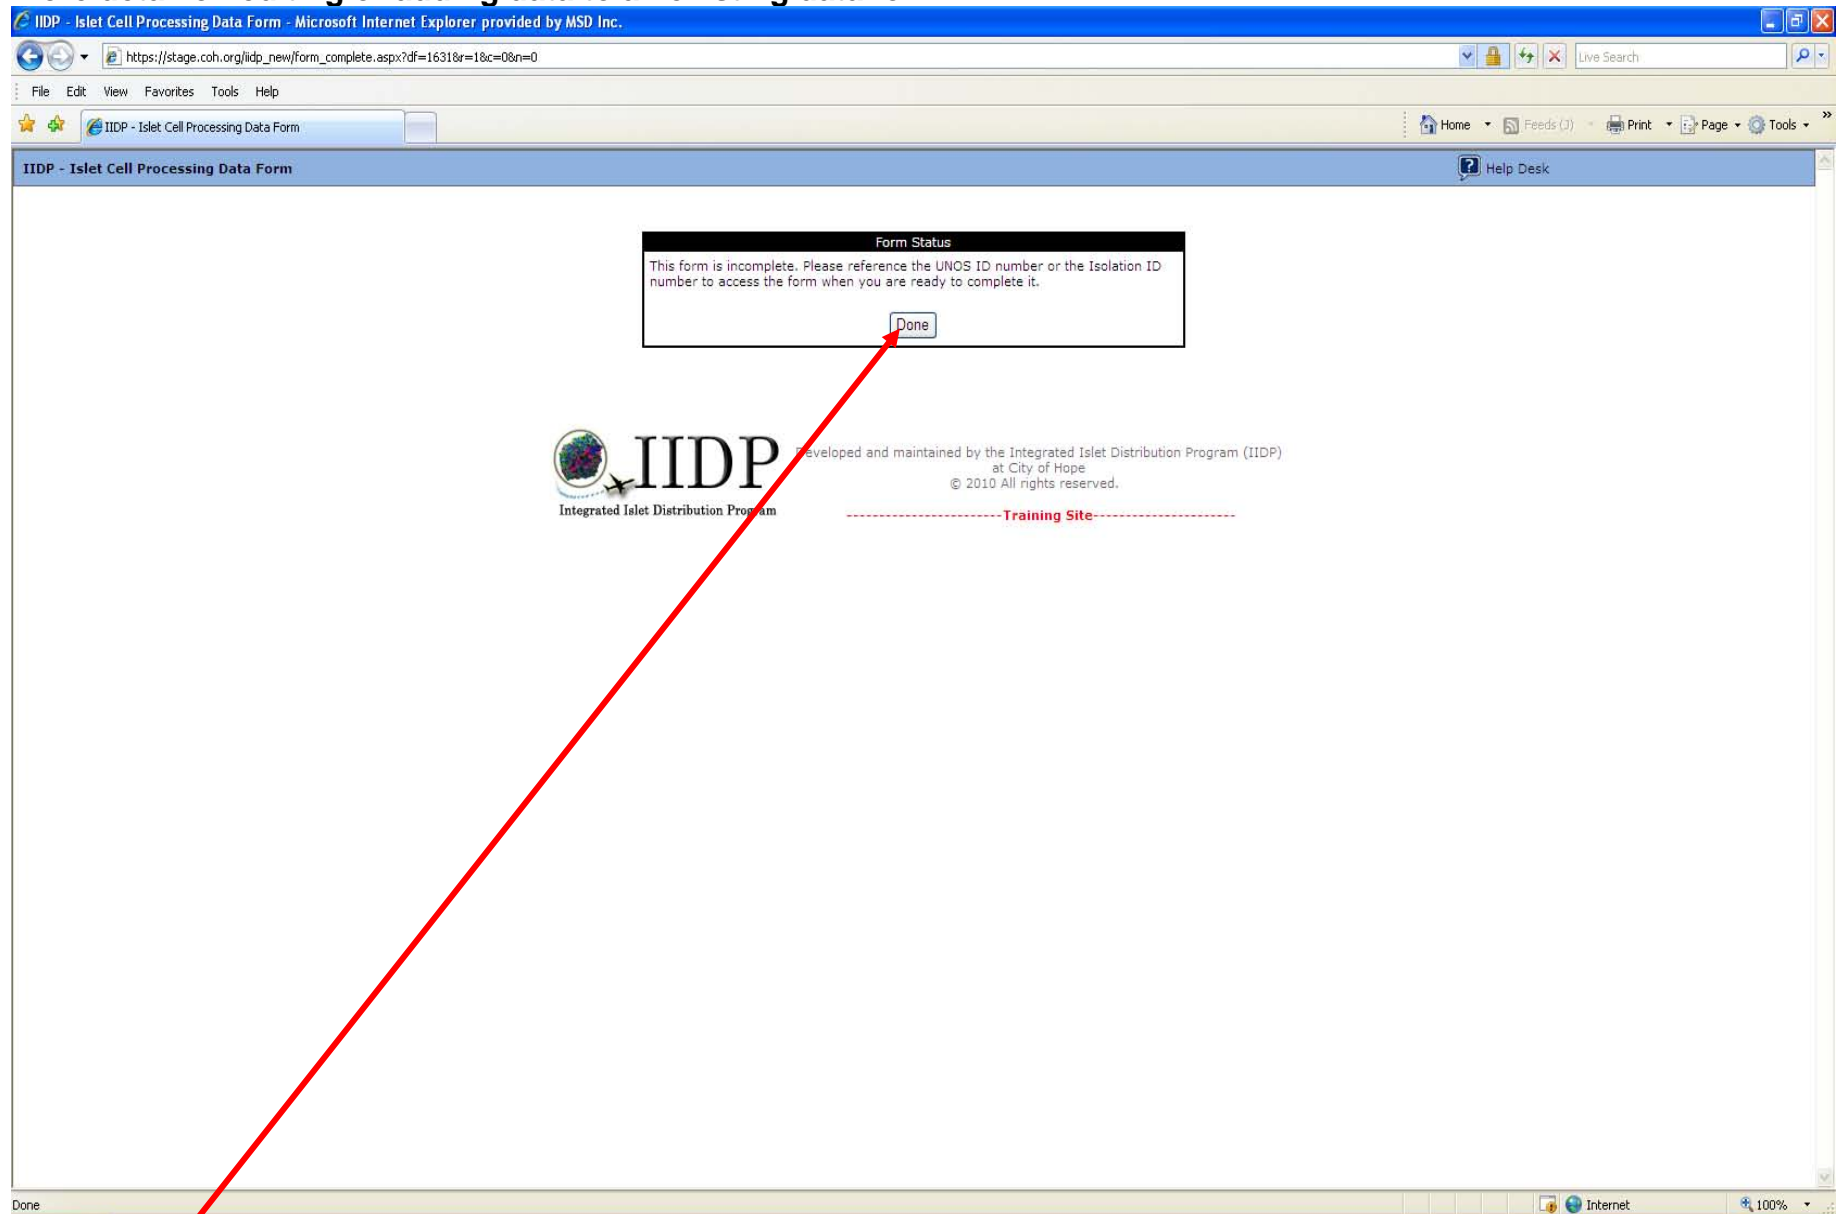 IIDP - Islet Cell Processing Data Form - Microsoft Internet Explorer provided by MSD Inc.
https://stage.coh.org/iidp_new/form_complete.aspx?df=1631&r=1&c=0&n=0
Live Search
File Edit View Favorites Tools Help
IIDP - Islet Cell Processing Data Form
Home Feeds (J) Print Page Tools »
IIDP - Islet Cell Processing Data Form
Help Desk
Form Status
This form is incomplete. Please reference the UNOS ID number or the Isolation ID
number to access the form when you are ready to complete it.
Done
IIDP
Integrated Islet Distribution Program
Developed and maintained by the Integrated Islet Distribution Program (IIDP)
at City of Hope
© 2010 All rights reserved.
-----------------------Training Site----------------------
Done
Internet
100%